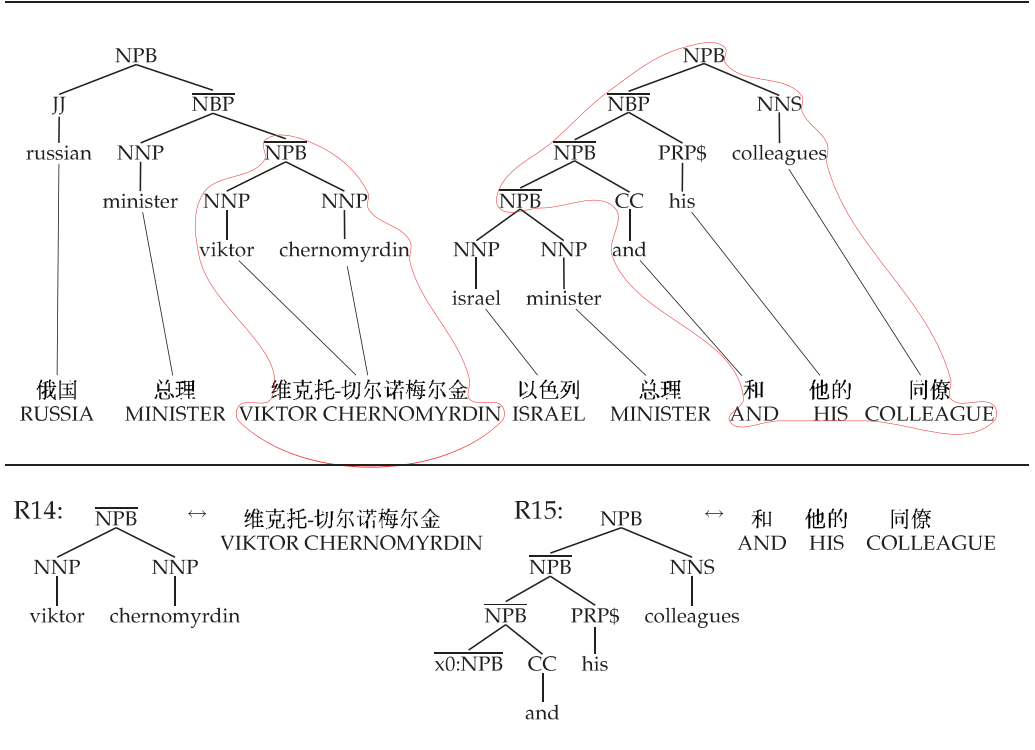 NPB NPB
JJ NBP NBP NNS
russian NNP NPB NPB PRP$ colleagues
minister NNP NNP NPB CC his
viktor chernomyrdin NNP NNP and
israel minister
俄国 总理 维克托-切尔诺梅尔金 以色列 总理 和 他的 同僚
RUSSIA MINISTER VIKTOR CHERNOMYRDIN ISRAEL MINISTER AND HIS COLLEAGUE
R14: NPB ↔ 维克托-切尔诺梅尔金 R15: NPB ↔ 和 他的 同僚
VIKTOR CHERNOMYRDIN AND HIS COLLEAGUE
NNP NNP NPB NNS
viktor chernomyrdin NPB PRP$ colleagues
x0:NPB CC his
and